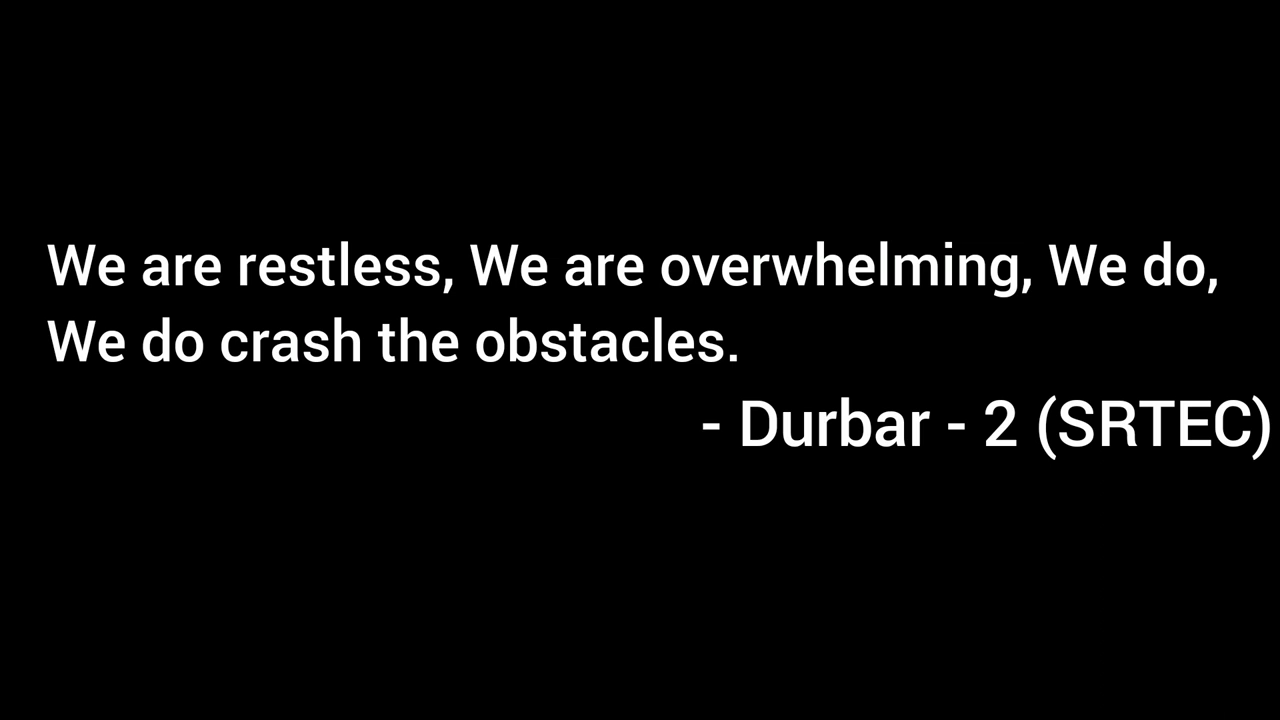 We are restless, We are overwhelming, We do,
We do crash the obstacles.
- Durbar - 2 (SRTEC)